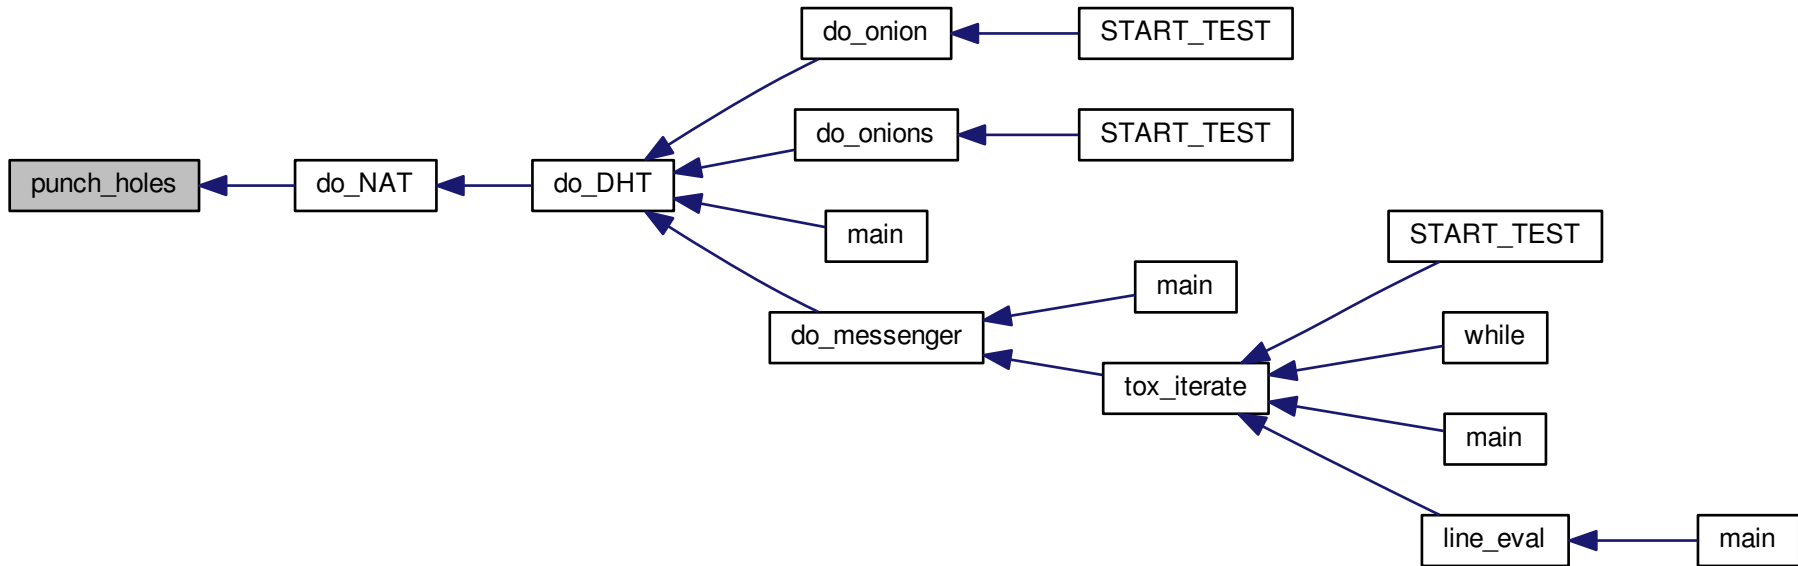 do_onion
START_TEST
do_onions
START_TEST
punch_holes
do_NAT
do_DHT
main
START_TEST
main
while
do_messenger
tox_iterate
main
line_eval
main